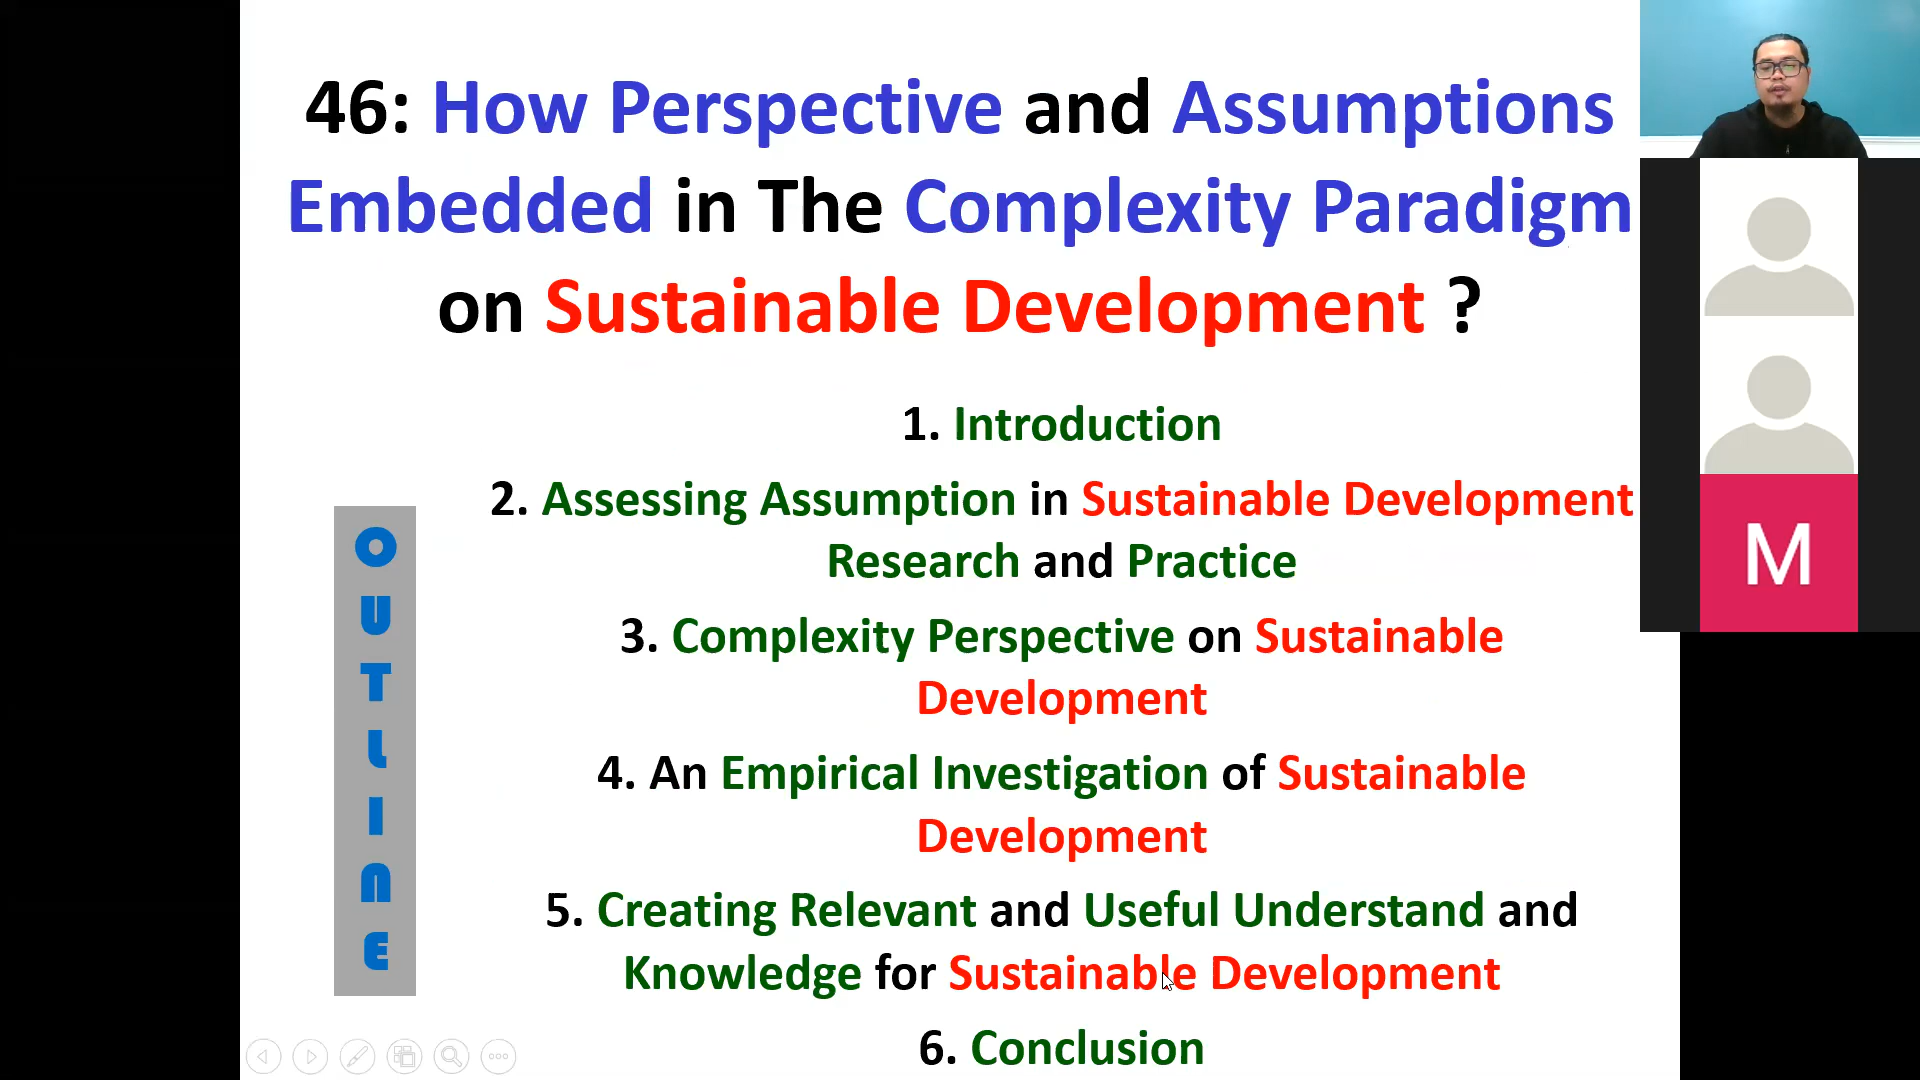 46: How Perspective and Assumptions
Embedded in The Complexity Paradigm
on Sustainable Development ?
1. Introduction
2. Assessing Assumption in Sustainable Development
Research and Practice
3. Complexity Perspective on Sustainable
Development
4. An Empirical Investigation of Sustainable
Development
5. Creating Relevant and Useful Understand and
Knowledge for Sustainable Development
6. Conclusion
OUTLINE
M